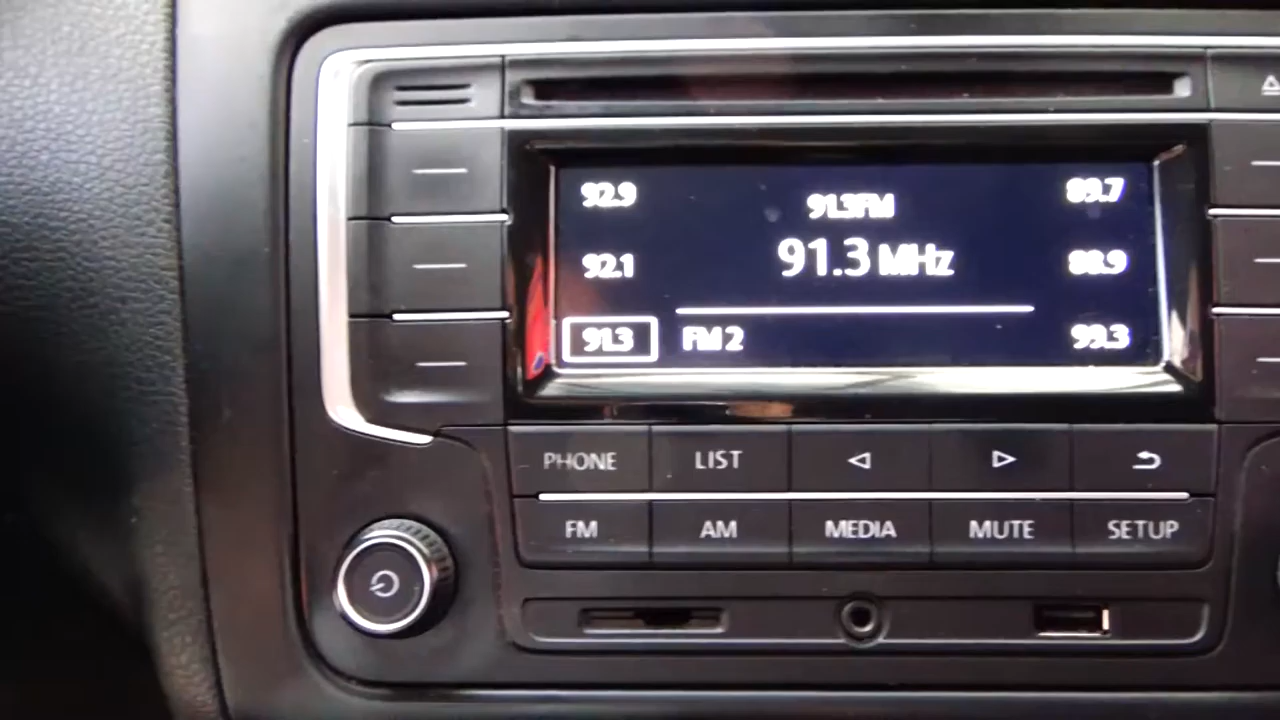 92.9 91.3FM 89.7
92.1 91.3 MHz 88.9
91.3 FM 2 99.3
PHONE LIST
FM AM MEDIA MUTE SETUP